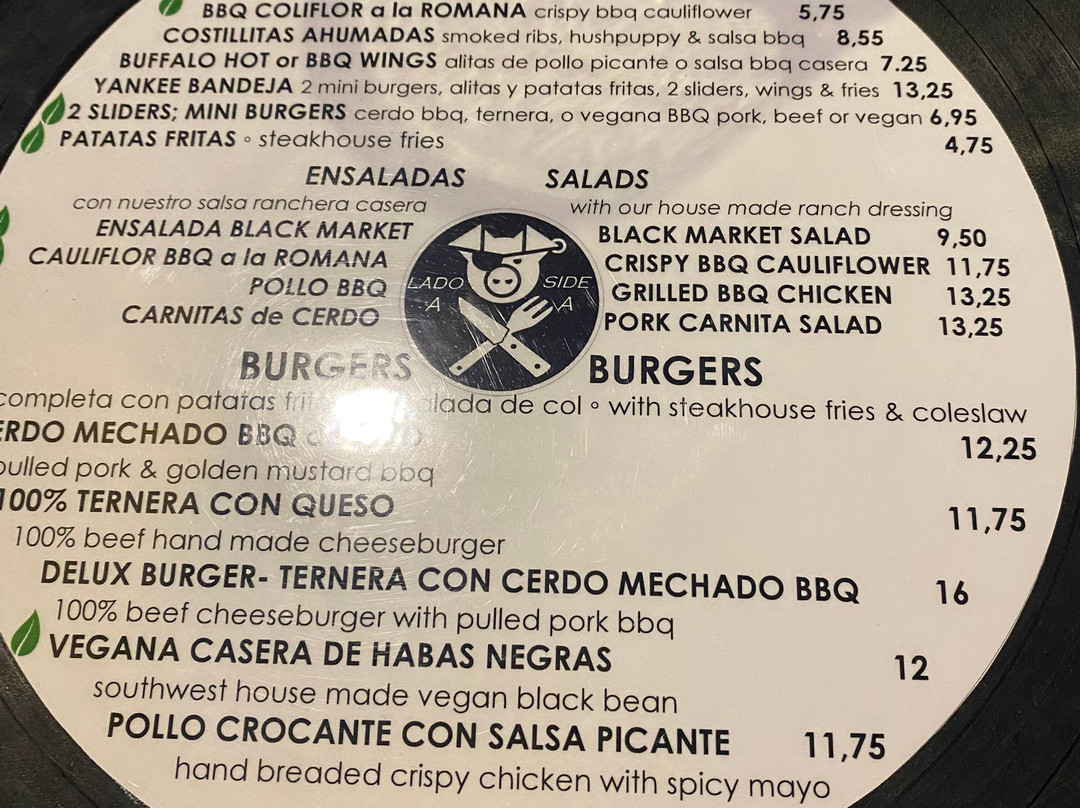 BBQ COLIFLOR a la ROMANA crispy bbq cauliflower 5,75
COSTILLITAS AHUMADAS smoked ribs, hushpuppy & salsa bbq 8,55
BUFFALO HOT or BBQ WINGS alitas de pollo picante o salsa bbq casera 7.25
YANKEE BANDEJA 2 mini burgers, alitas y patatas fritas, 2 sliders, wings & fries 13,25
2 SLIDERS; MINI BURGERS cerdo bbq, ternera, o vegana BBQ pork, beef or vegan 6,95
PATATAS FRITAS ◦ steakhouse fries 4,75
ENSALADAS SALADS
con nuestro salsa ranchera casera with our house made ranch dressing
ENSALADA BLACK MARKET BLACK MARKET SALAD 9,50
CAULIFLOR BBQ a la ROMANA CRISPY BBQ CAULIFLOWER 11,75
POLLO BBQ GRILLED BBQ CHICKEN 13,25
CARNITAS de CERDO PORK CARNITA SALAD 13,25
LADO A SIDE A
BURGERS BURGERS
completa con patatas de col ◦ with steakhouse fries & coleslaw
MECHADO BBQ 12,25
pulled pork & golden mustard bbq
100% TERNERA CON QUESO 11,75
100% beef hand made cheeseburger
DELUX BURGER- TERNERA CON CERDO MECHADO BBQ 16
100% beef cheeseburger with pulled pork bbq
VEGANA CASERA DE HABAS NEGRAS 12
southwest house made vegan black bean
POLLO CROCANTE CON SALSA PICANTE 11,75
hand breaded crispy chicken with spicy mayo